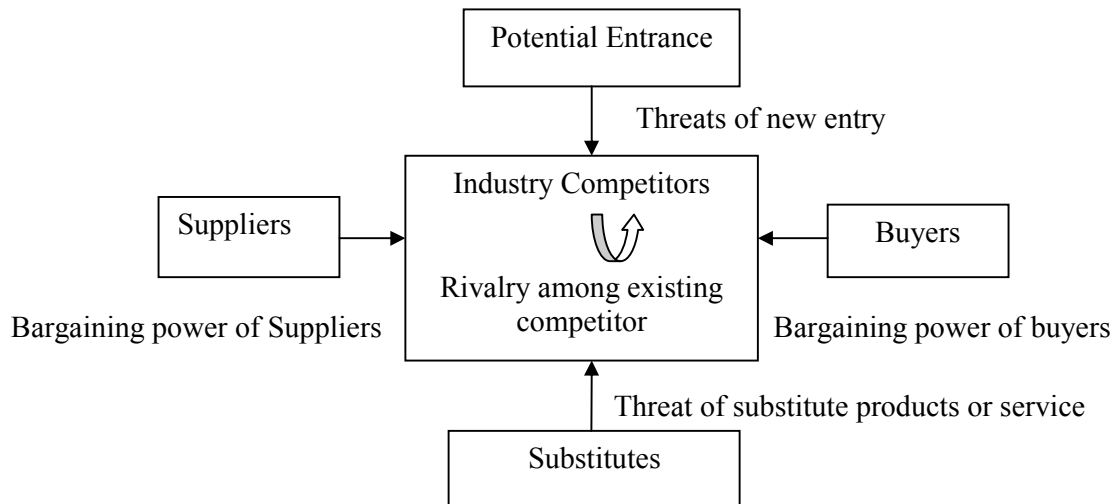 Potential Entrance
Threats of new entry
Industry Competitors
Suppliers
Buyers
Rivalry among existing
competitor
Bargaining power of Suppliers
Bargaining power of buyers
Threat of substitute products or service
Substitutes